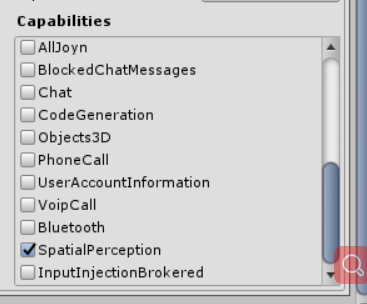 Capabilities
AllJoyn
BlockedChatMessages
Chat
CodeGeneration
Objects3D
PhoneCall
UserAccountInformation
VoipCall
Bluetooth
SpatialPerception
InputInjectionBrokered